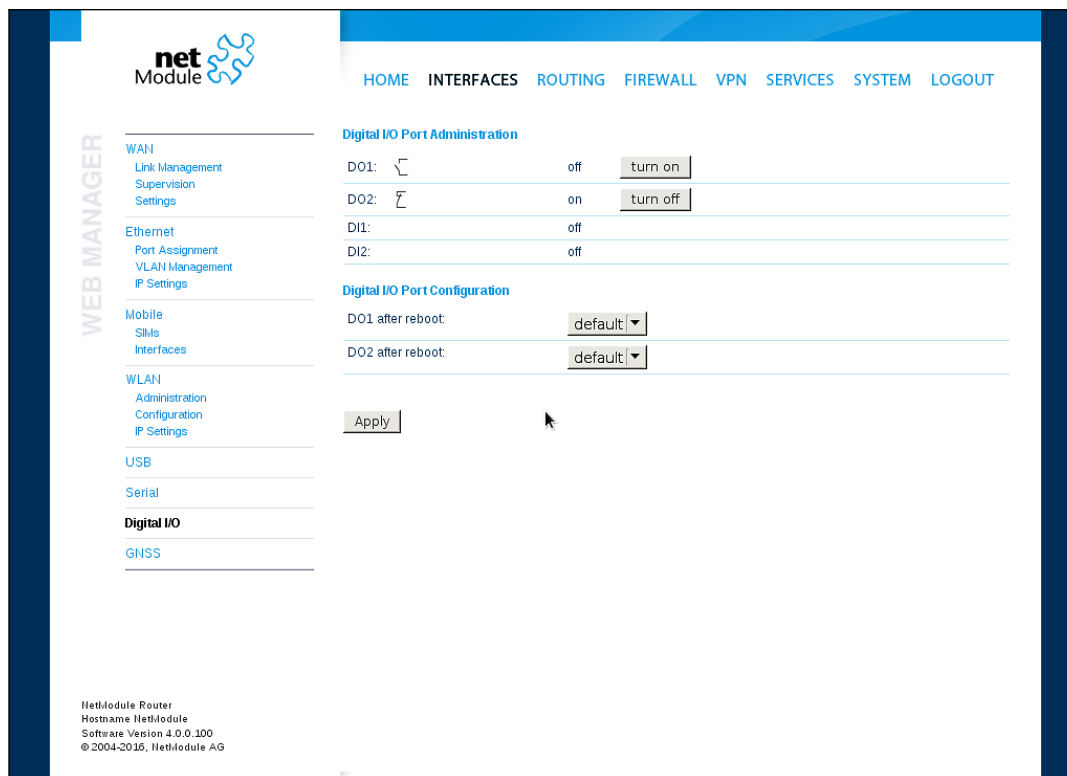 net
Module
HOME INTERFACES ROUTING FIREWALL VPN SERVICES SYSTEM LOGOUT
WEB MANAGER
WAN
Link Management
Supervision
Settings
Ethernet
Port Assignment
VLAN Management
IP Settings
Mobile
SIMs
Interfaces
WLAN
Administration
Configuration
IP Settings
USB
Serial
Digital I/O
GNSS
Digital I/O Port Administration
DO1: off turn on
DO2: on turn off
DI1: off
DI2: off
Digital I/O Port Configuration
DO1 after reboot: default
DO2 after reboot: default
Apply
NetModule Router
Hostname NetModule
Software Version 4.0.0.100
© 2004-2016, NetModule AG